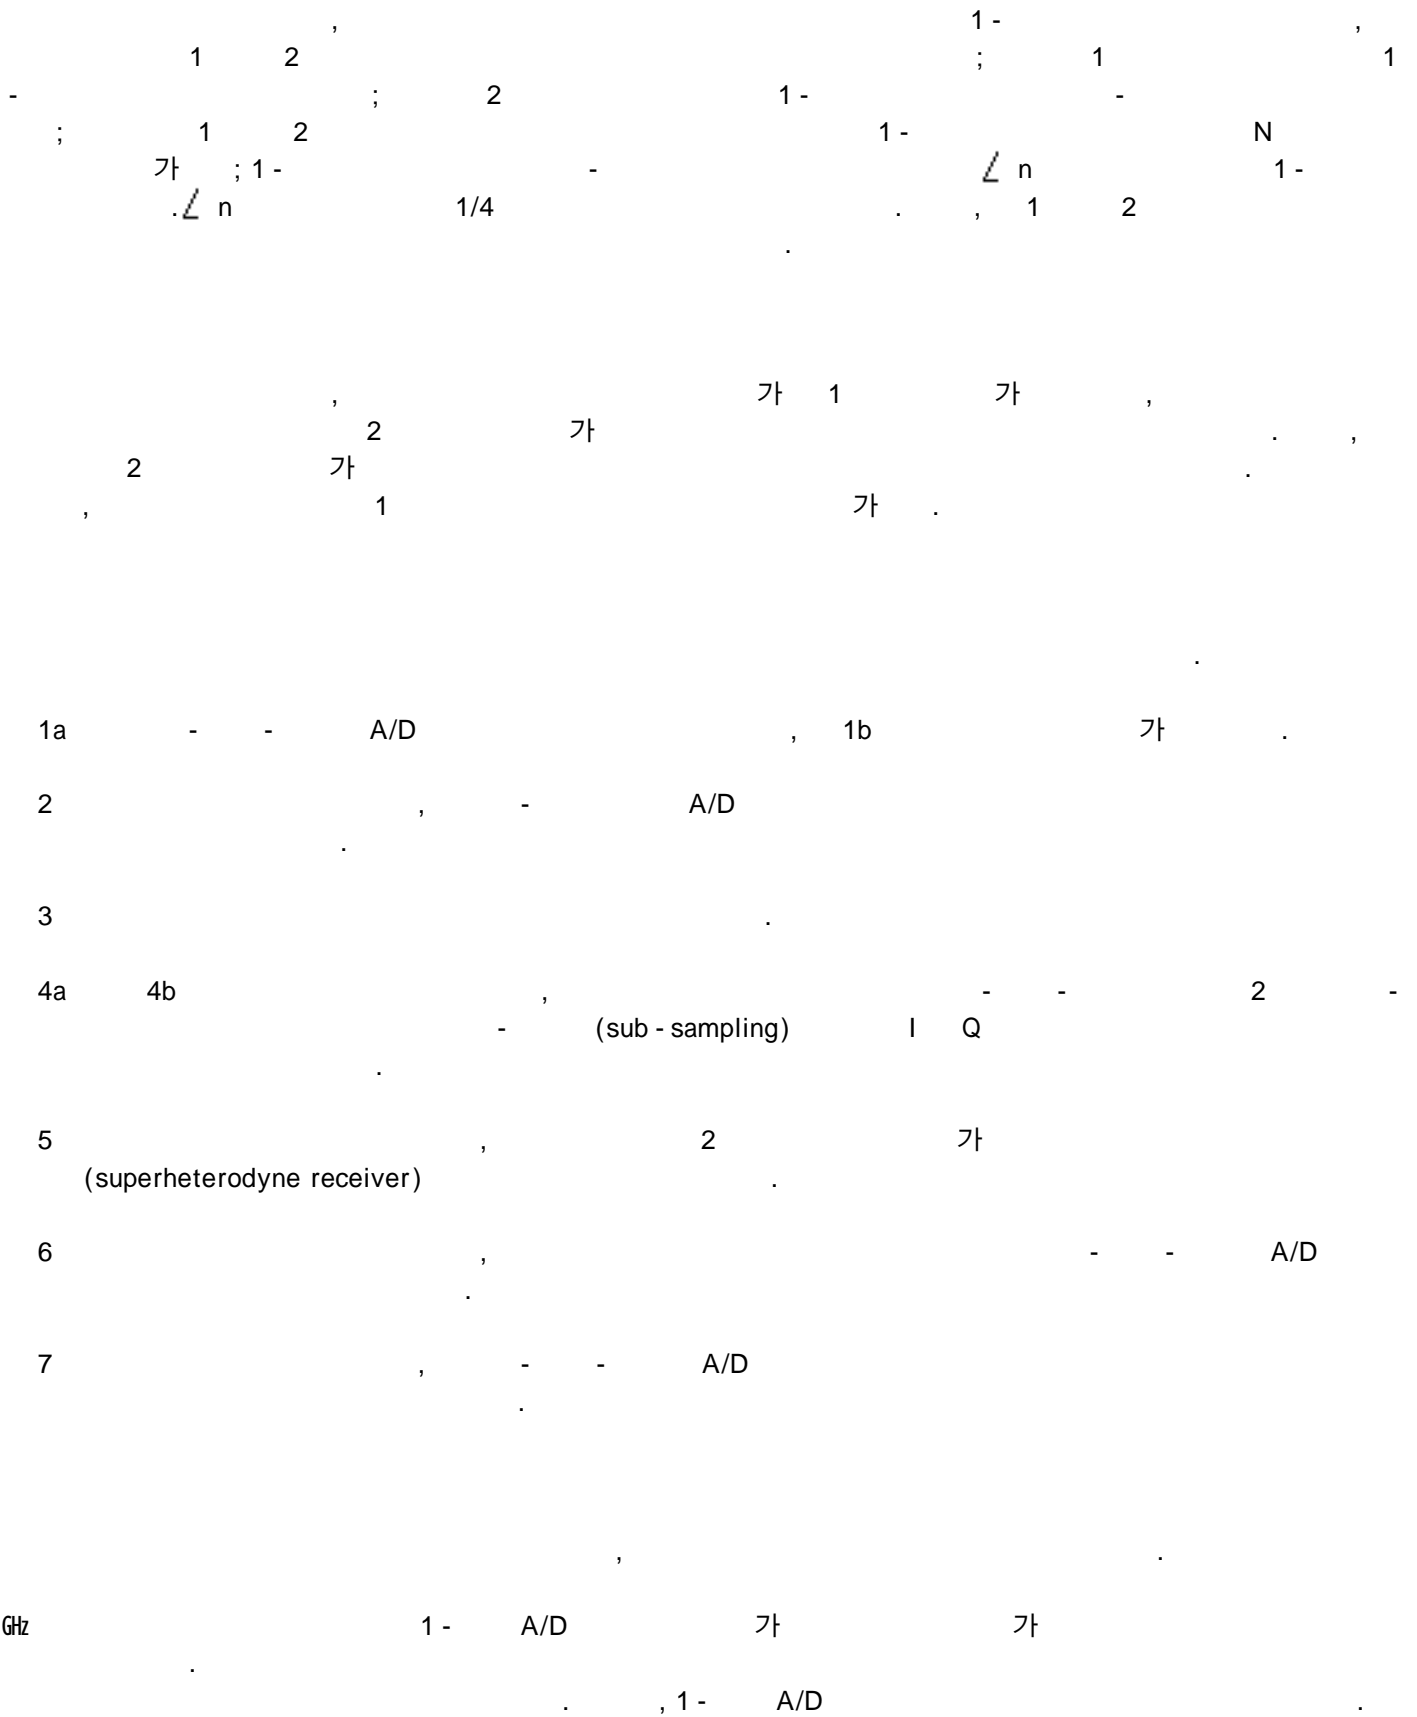 , 1 - ,
1 2 ; 1 1
- ; 2 1 - -
; 1 2 1 - N
가 ; 1 - - ∠ n 1 -
.∠ n 1/4 . , 1 2
.
, 가 1 가 ,
2 가 . ,
2 가 .
, 1 가 .
.
1a - - A/D , 1b 가 .
2 , - A/D
.
3 .
4a 4b , - - 2 -
- (sub - sampling) I Q
.
5 , 2 가
(superheterodyne receiver) .
6 , - - A/D
.
7 , - - A/D
.
, .
GHz 1 - A/D 가 가
.
. , 1 - A/D .